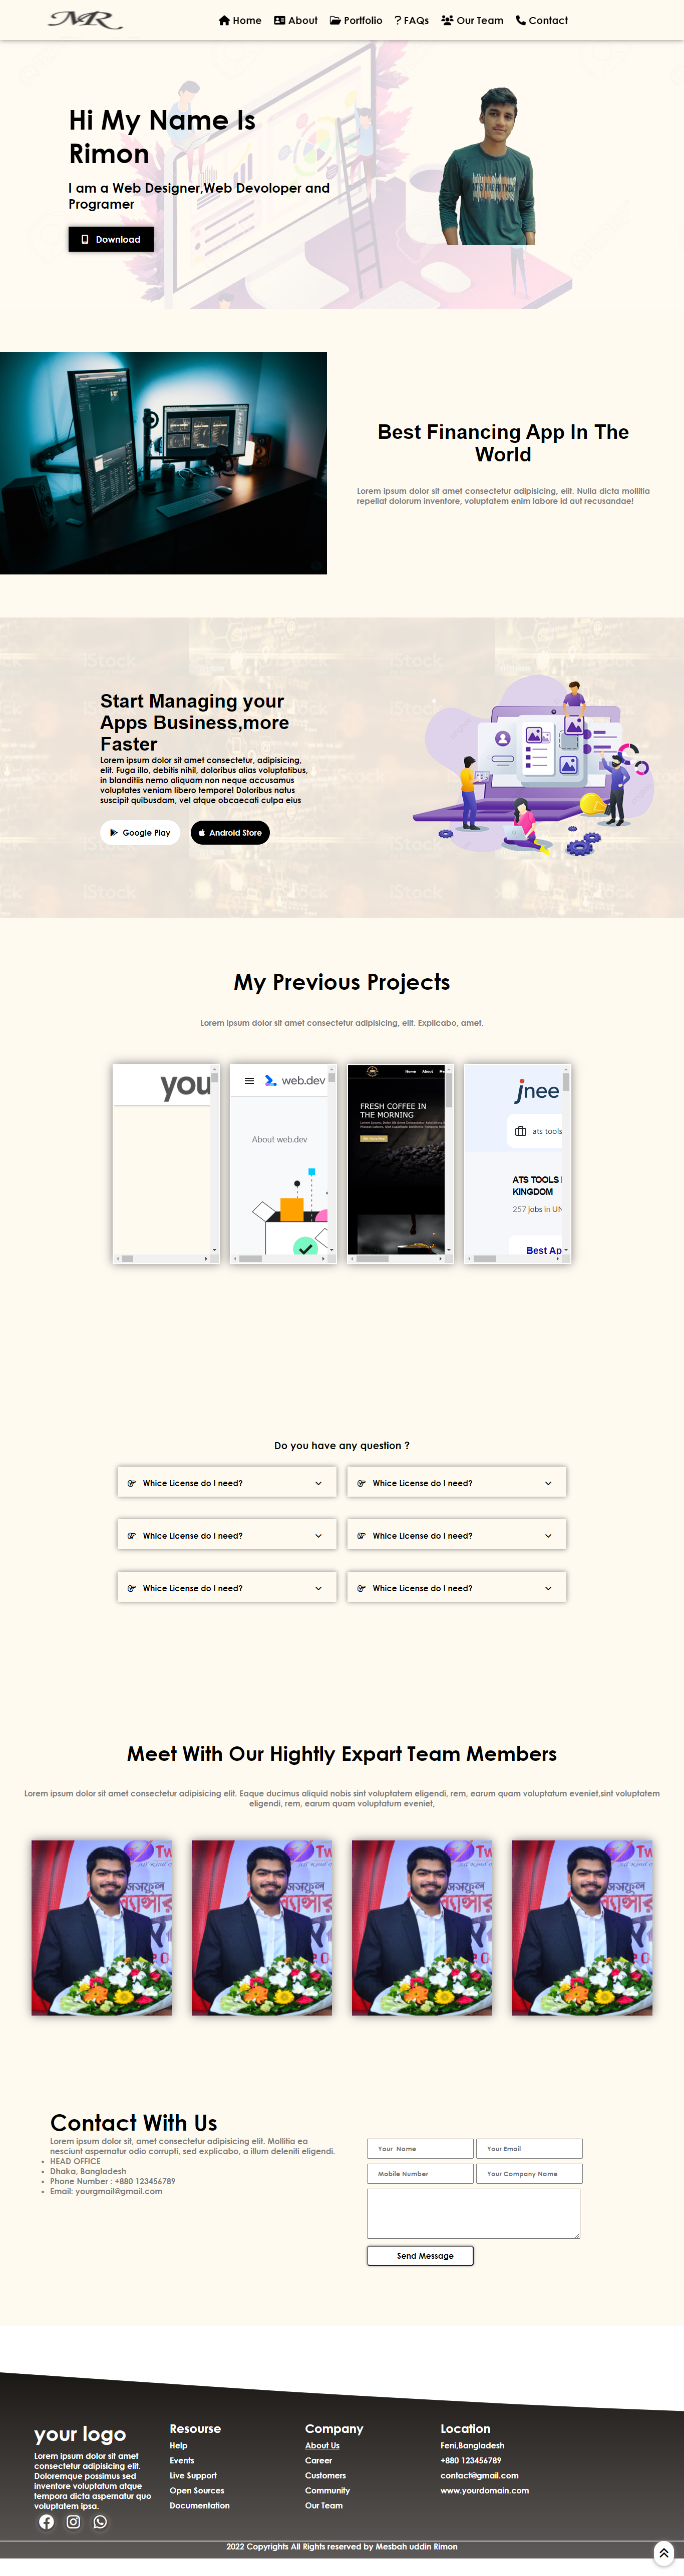 MR
Home About Portfolio ? FAQs Our Team Contact
Hi My Name Is
Rimon
I am a Web Designer,Web Devoloper and
Programer
Download
Best Financing App In The
World
Lorem ipsum dolor sit amet consectetur adipisicing, elit. Nulla dicta mollitia
repellat dolorum inventore, voluptatem enim labore id aut recusandae!
iStock
Start Managing your
Apps Business,more
Faster
Lorem ipsum dolor sit amet consectetur, adipisicing,
elit. Fuga illo, debitis nihil, doloribus alias voluptatibus,
in blanditiis nemo aliquam non neque accusamus
voluptates veniam libero tempore! Doloribus natus
suscipit quibusdam, vel atque obcaecati culpa eius
Google Play Android Store
My Previous Projects
Lorem ipsum dolor sit amet consectetur adipisicing, elit. Explicabo, amet.
you
web.dev
About web.dev
Home About Me
FRESH COFFEE IN
THE MORNING
jnee
ats tools
ATS TOOLS
KINGDOM
257 jobs in UN
Best Ap
Do you have any question ?
Whice License do I need? Whice License do I need?
Whice License do I need? Whice License do I need?
Whice License do I need? Whice License do I need?
Meet With Our Hightly Expart Team Members
Lorem ipsum dolor sit amet consectetur adipisicing elit. Eaque ducimus aliquid nobis sint voluptatem eligendi, rem, earum quam voluptatum eveniet,sint voluptatem
eligendi, rem, earum quam voluptatum eveniet,
Contact With Us
Lorem ipsum dolor sit, amet consectetur adipisicing elit. Mollitia ea
nesciunt aspernatur odio corrupti, sed explicabo, a illum deleniti eligendi.
HEAD OFFICE
Dhaka, Bangladesh
Phone Number : +880 123456789
Email: yourgmail@gmail.com
Your Name Your Email
Mobile Number Your Company Name
Send Message
your logo
Lorem ipsum dolor sit amet
consectetur adipisicing elit.
Doloremque possimus sed
inventore voluptatum atque
tempora dicta aspernatur quo
voluptatem ipsa.
Resourse
Help
Events
Live Support
Open Sources
Documentation
Company
About Us
Career
Customers
Community
Our Team
Location
Feni,Bangladesh
+880 123456789
contact@gmail.com
www.yourdomain.com
2022 Copyrights All Rights reserved by Mesbah uddin Rimon